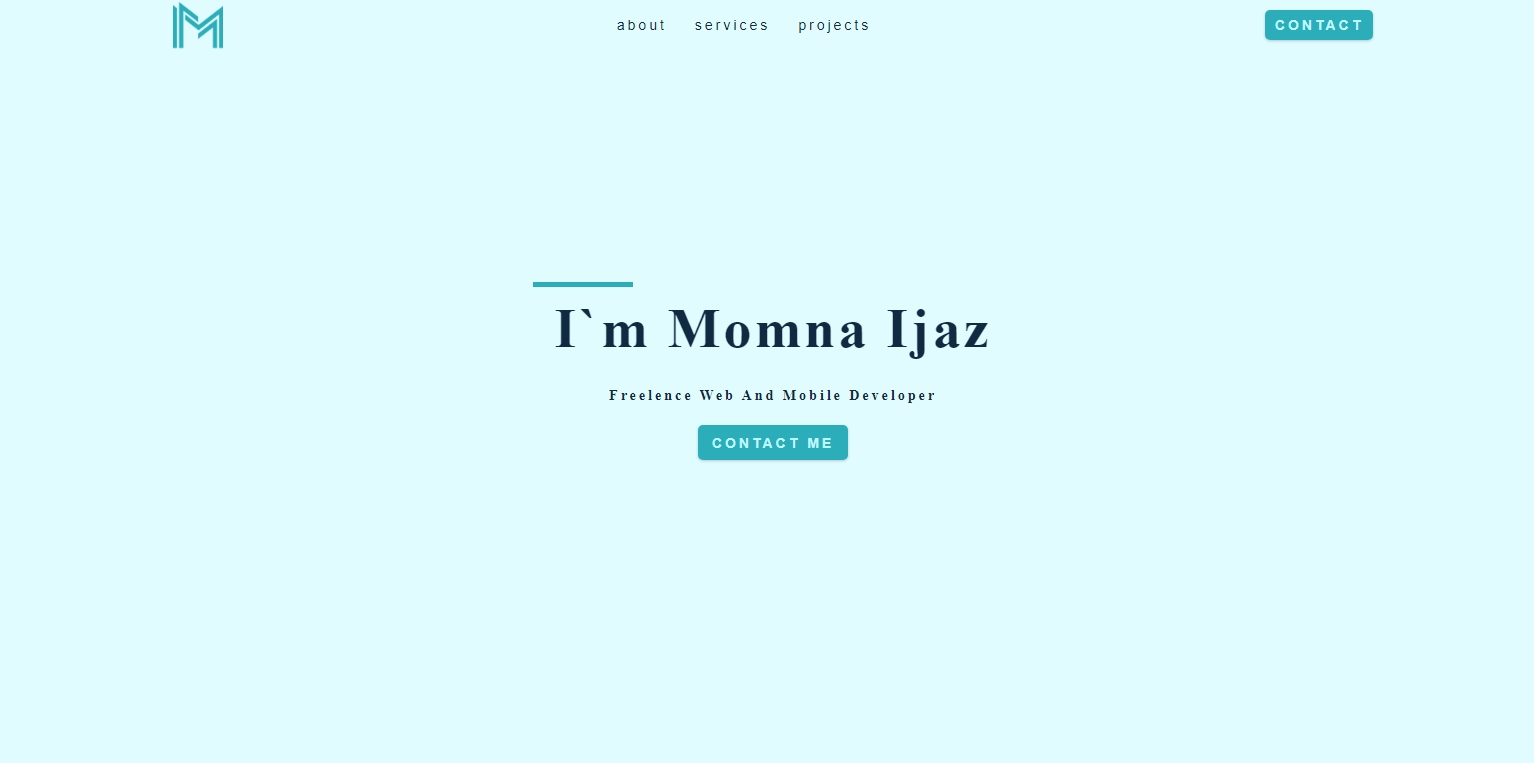 M
about services projects CONTACT
I`m Momna Ijaz
Freelence Web And Mobile Developer
CONTACT ME